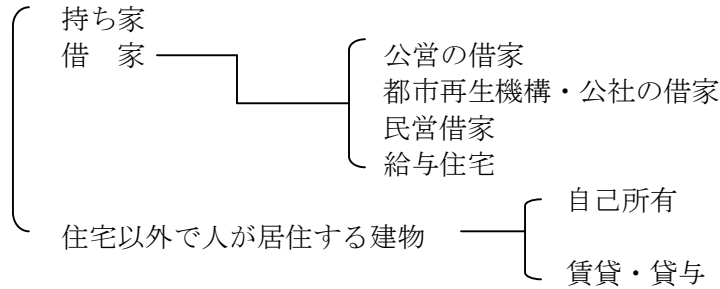 持ち家
借　家
公営の借家
都市再生機構・公社の借家
民営借家
給与住宅
住宅以外で人が居住する建物
自己所有
賃貸・貸与